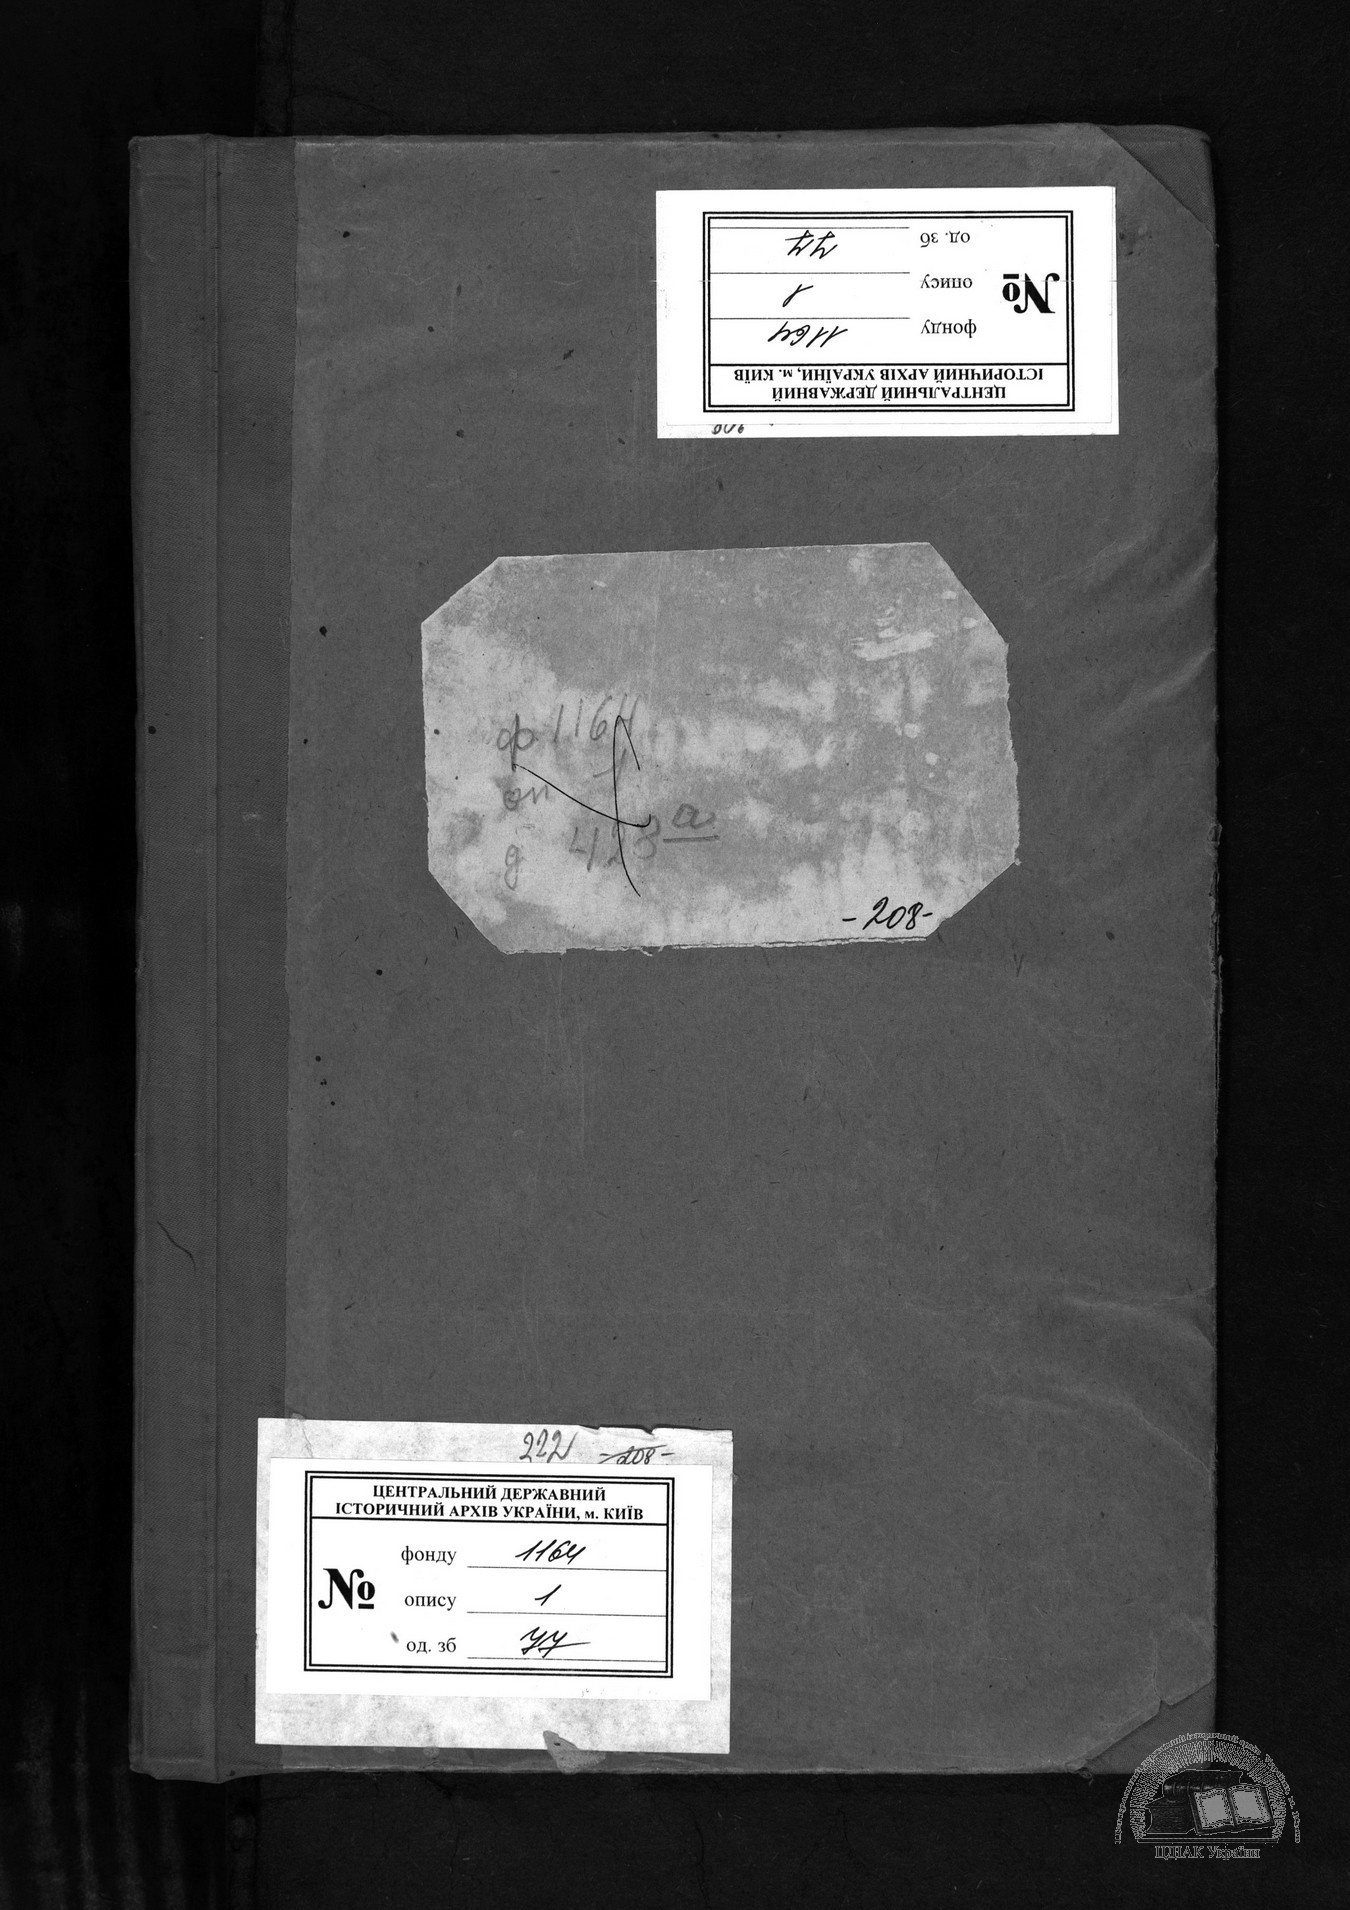 од. зб 77
опису 1
№
фонду 1164
ЦЕНТРАЛЬНИЙ ДЕРЖАВНИЙ
ІСТОРИЧНИЙ АРХІВ УКРАЇНИ, м. КИЇВ
ф 1164
оп 1
д 428 а
-208-
222 -208-
ЦЕНТРАЛЬНИЙ ДЕРЖАВНИЙ
ІСТОРИЧНИЙ АРХІВ УКРАЇНИ, м. КИЇВ
фонду 1164
№
опису 1
од. зб 77
ЦДІАК України